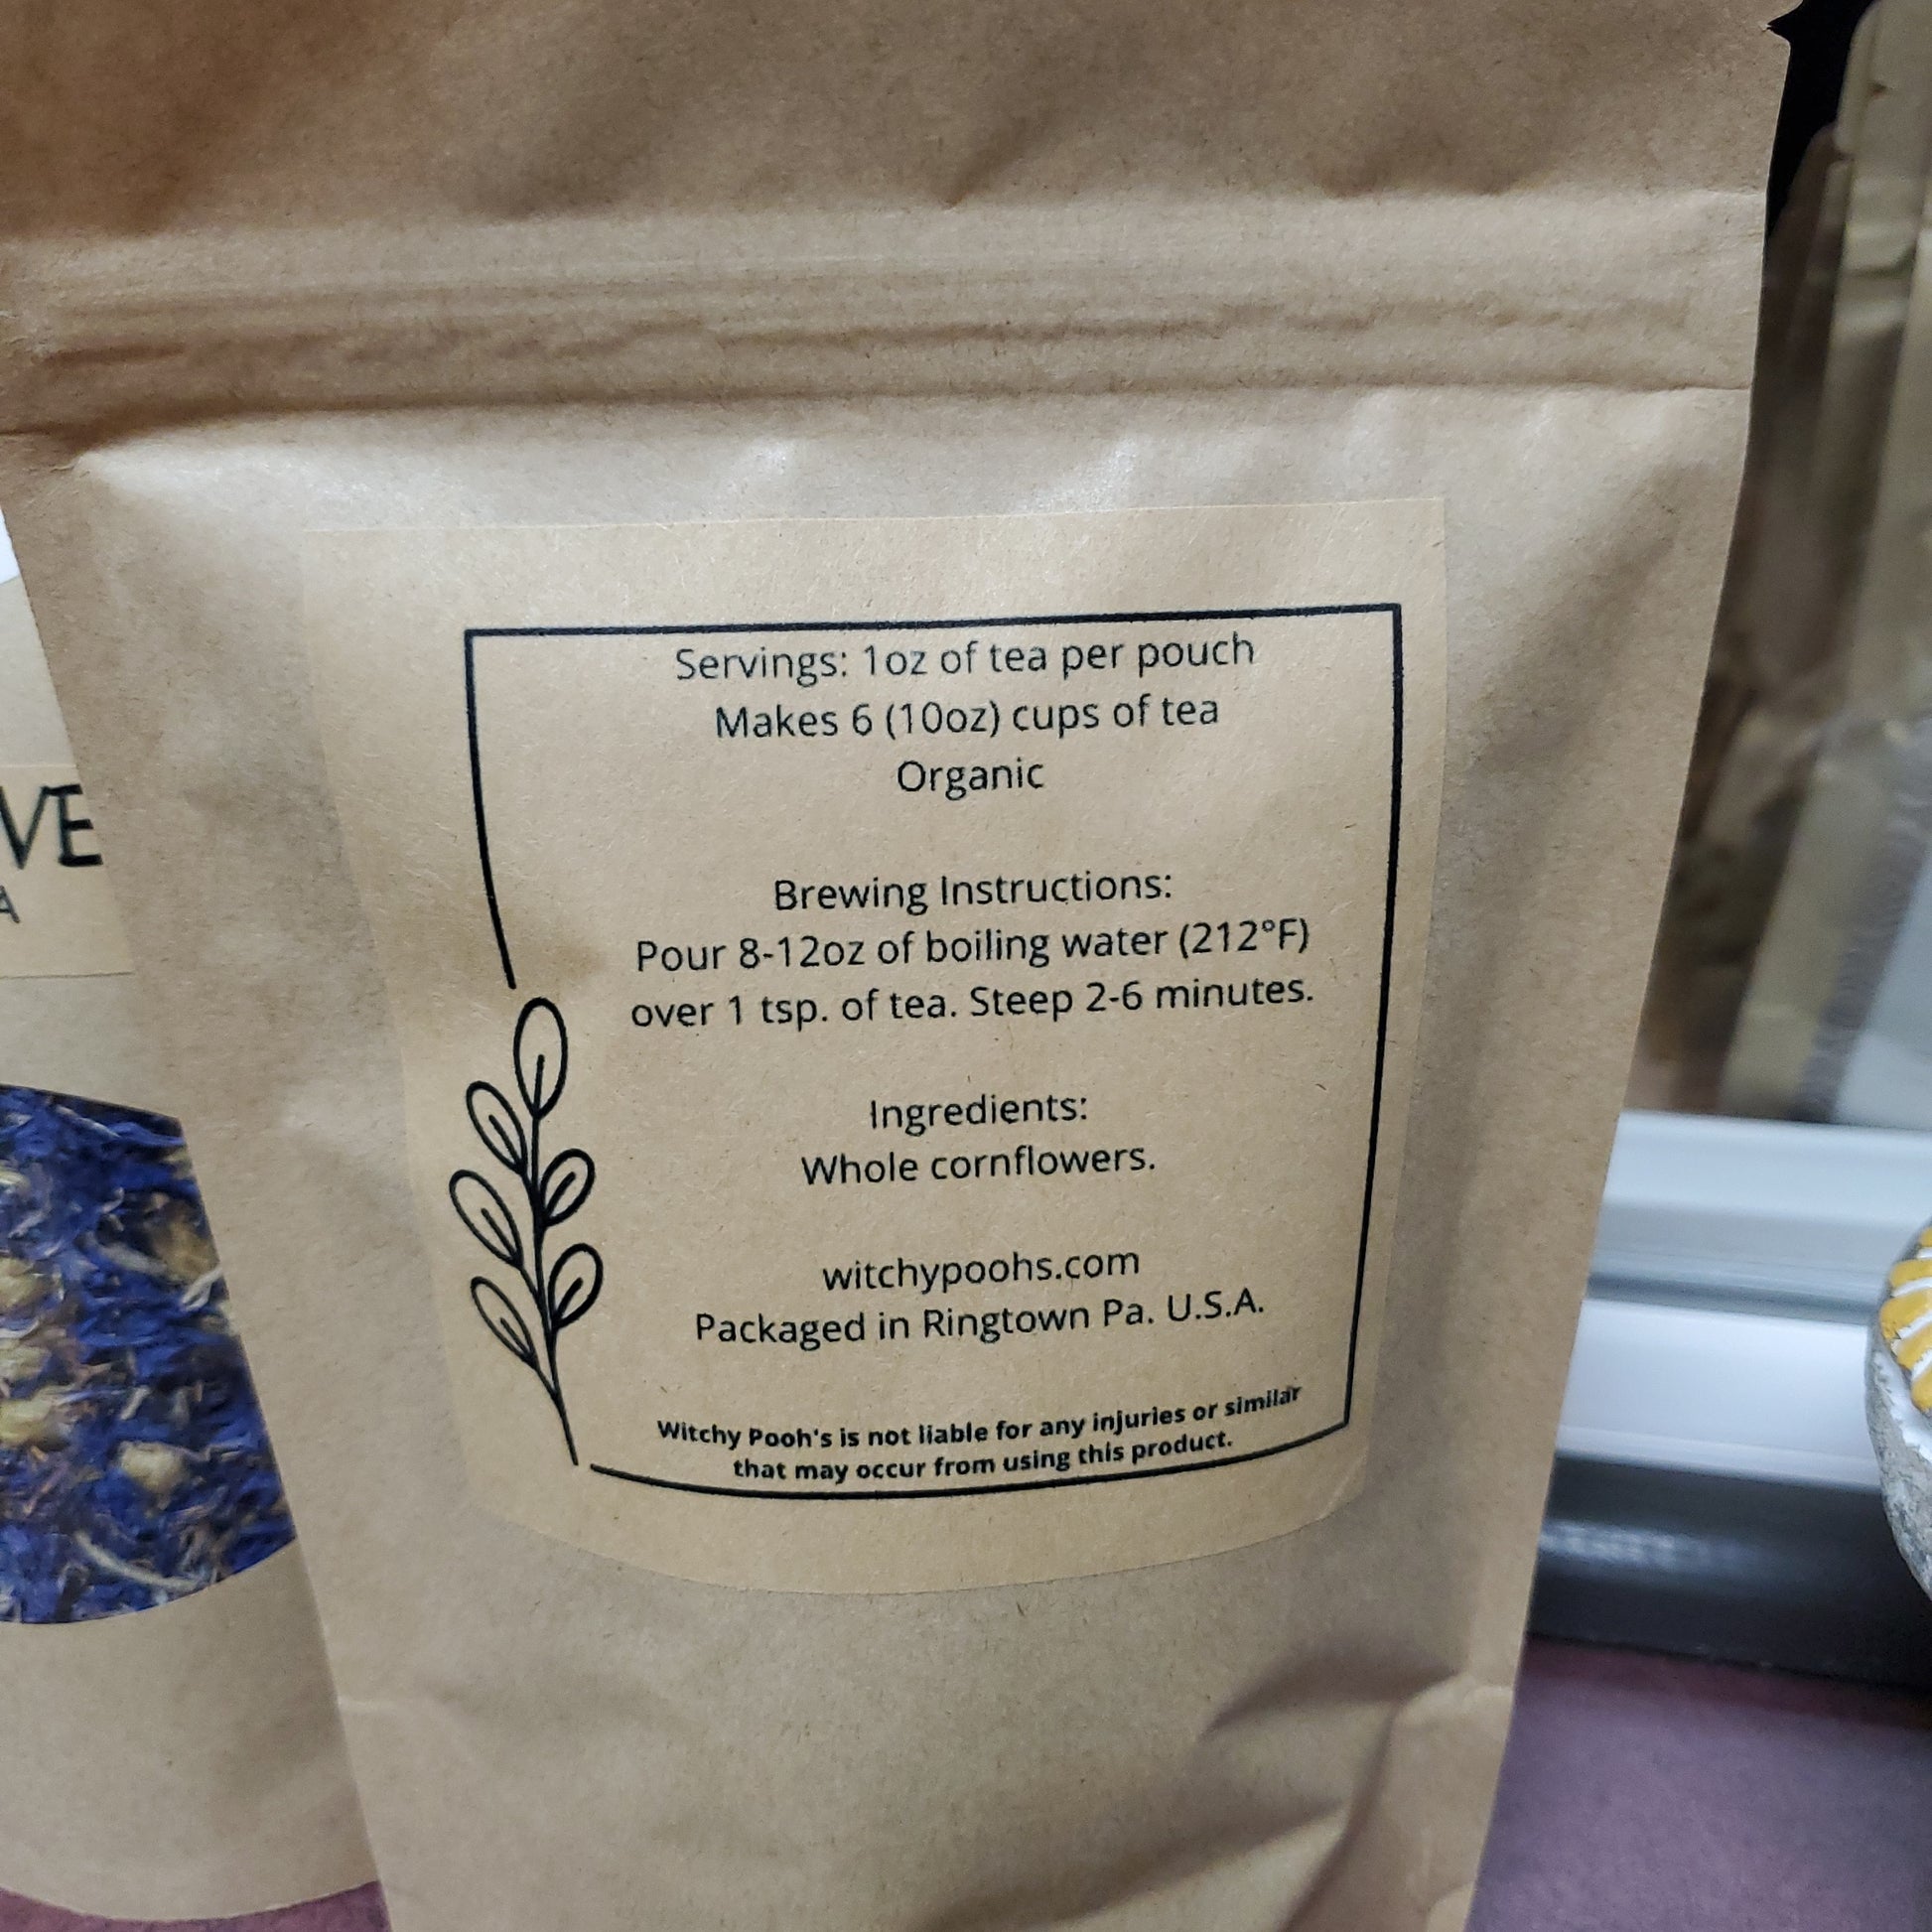 VE
A
Servings: 1oz of tea per pouch
Makes 6 (10oz) cups of tea
Organic
Brewing Instructions:
Pour 8-12oz of boiling water (212°F)
over 1 tsp. of tea. Steep 2-6 minutes.
Ingredients:
Whole cornflowers.
witchypoohs.com
Packaged in Ringtown Pa. U.S.A.
Witchy Pooh's is not liable for any injuries or similar
that may occur from using this product.